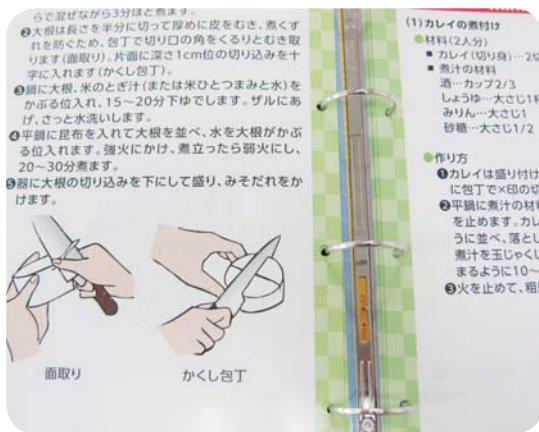 らで混ぜながら3分ほど煮ます。
❷大根は長さを半分に切って厚めに皮をむき、煮くず
れを防ぐため、包丁で切り口の角をくるりとむき取
ります(面取り)。片面に深さ1cm位の切り込みを十
字に入れます(かくし包丁)。
❸鍋に大根、米のとぎ汁(または米ひとつまみと水)を
かぶる位入れ、15～20分下ゆでします。ザルにあ
げ、さっと水洗いします。
❹平鍋に昆布を入れて大根を並べ、水を大根がかぶ
る位入れます。強火にかけ、煮立ったら弱火にし、
20～30分煮ます。
❺器に大根の切り込みを下にして盛り、みそだれをか
けます。
面取り
かくし包丁
(1)カレイの煮付け
●材料(2人分)
■ カレイ(切り身)…2切
■ 煮汁の材料
酒…カップ2/3
しょうゆ…大さじ1
みりん…大さじ1
砂糖…大さじ1/2
●作り方
❶カレイは盛り付け
に包丁で×印の切
❷平鍋に煮汁の材
を止めます。カレ
うに並べ、落とし
煮汁を玉じゃくし
まるように10～
❸火を止めて、粗